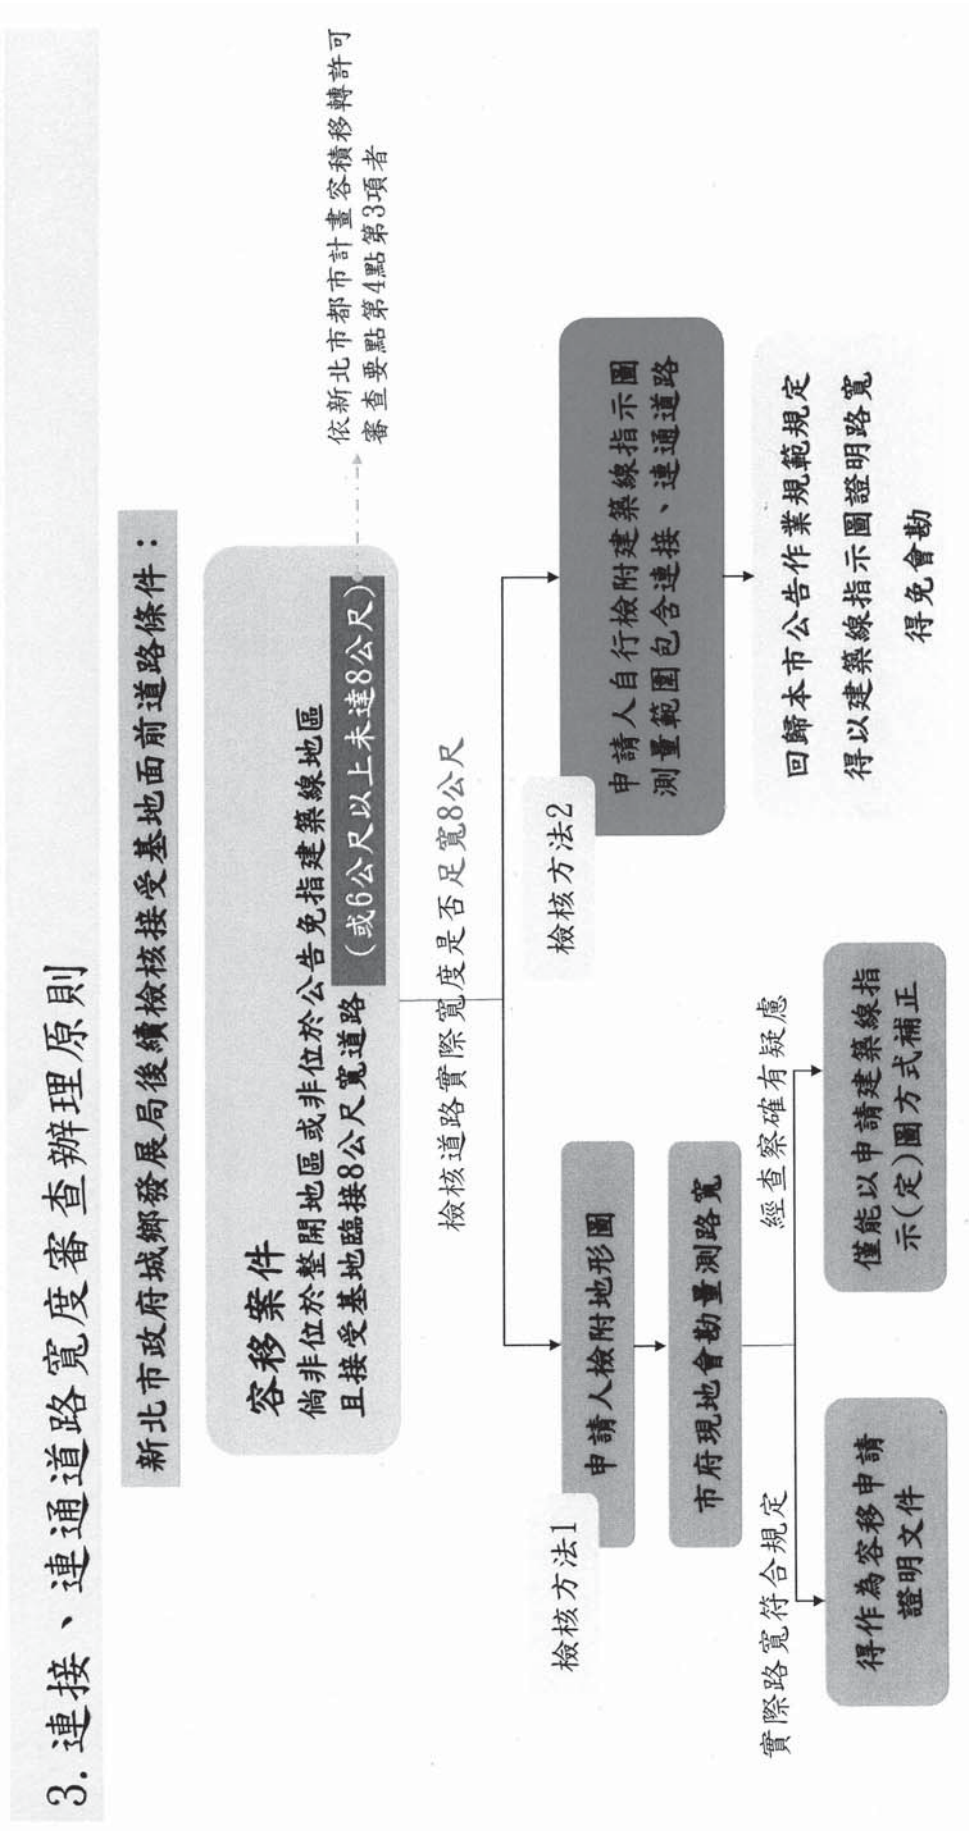 3. 連接、連通道路寬度審查辦理原則
新北市政府城鄉發展局後續檢核接受基地面前道路條件：
容移案件
倘非位於整開地區或非位於公告免指建築線地區
且接受基地臨接8公尺寬道路(或6公尺以上未達8公尺)
依新北市都市計畫容積移轉許可
審查要點第4點第3項者
檢核道路實際寬度是否足寬8公尺
檢核方法1
申請人檢附地形圖
市府現地會勘量測路寬
實際路寬符合規定
得作為容移申請
證明文件
經查察確有疑慮
僅能以申請建築線指
示(定)圖方式補正
檢核方法2
申請人自行檢附建築線指示圖
測量範圍包含連接、連通道路
回歸本市公告作業規範規定
得以建築線指示圖證明路寬
得免會勘